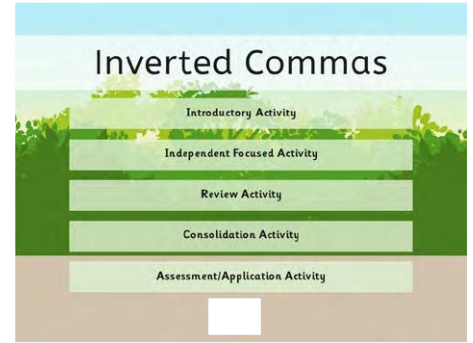 Inverted Commas
Introductory Activity
Independent Focused Activity
Review Activity
Consolidation Activity
Assessment/Application Activity